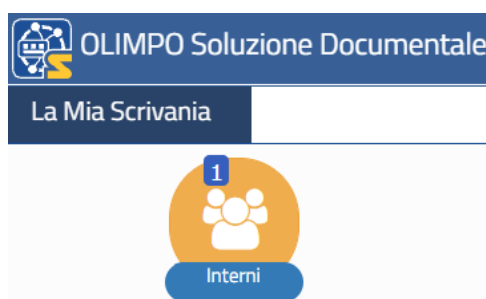 OLIMPO Soluzione Documentale
S
La Mia Scrivania
1
Interni